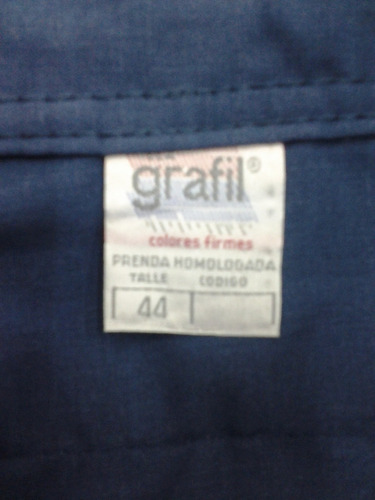 grafil®
colores firmes
PRENDA HOMOLOGADA
TALLE CODIGO
44